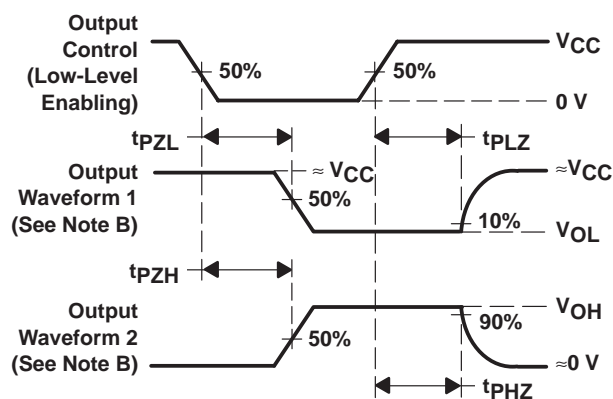 Output
Control
(Low-Level
Enabling)
50%
50%
VCC
0 V
tPZL
tPLZ
Output
Waveform 1
(See Note B)
≈ VCC
50%
≈VCC
10%
VOL
tPZH
Output
Waveform 2
(See Note B)
50%
VOH
90%
≈0 V
tPHZ